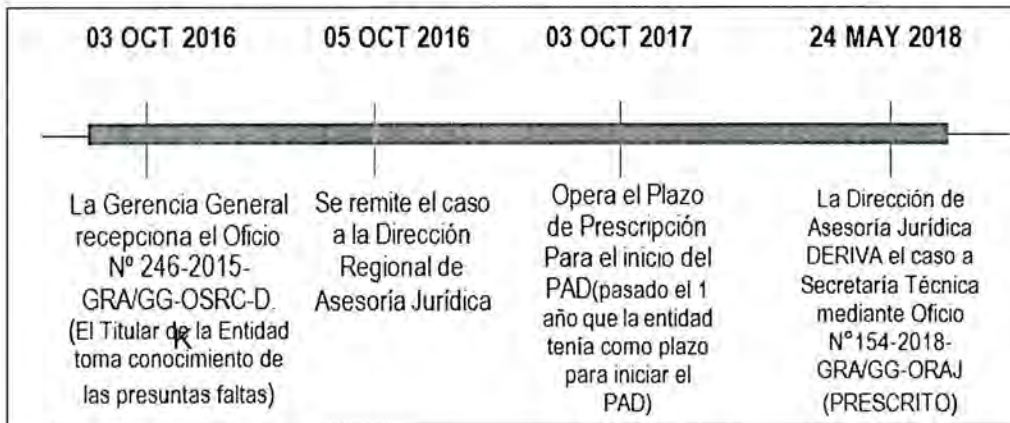 03 OCT 2016
05 OCT 2016
03 OCT 2017
24 MAY 2018
La Gerencia General
recepciona el Oficio
Nº 246-2015-
GRA/GG-OSRC-D.
(El Titular de la Entidad
toma conocimiento de
las presuntas faltas)
Se remite el caso
a la Dirección
Regional de
Asesoría Jurídica
Opera el Plazo
de Prescripción
Para el inicio del
PAD(pasado el 1
año que la entidad
tenía como plazo
para iniciar el
PAD)
La Dirección de
Asesoría Jurídica
DERIVA el caso a
Secretaría Técnica
mediante Oficio
N°154-2018-
GRA/GG-ORAJ
(PRESCRITO)